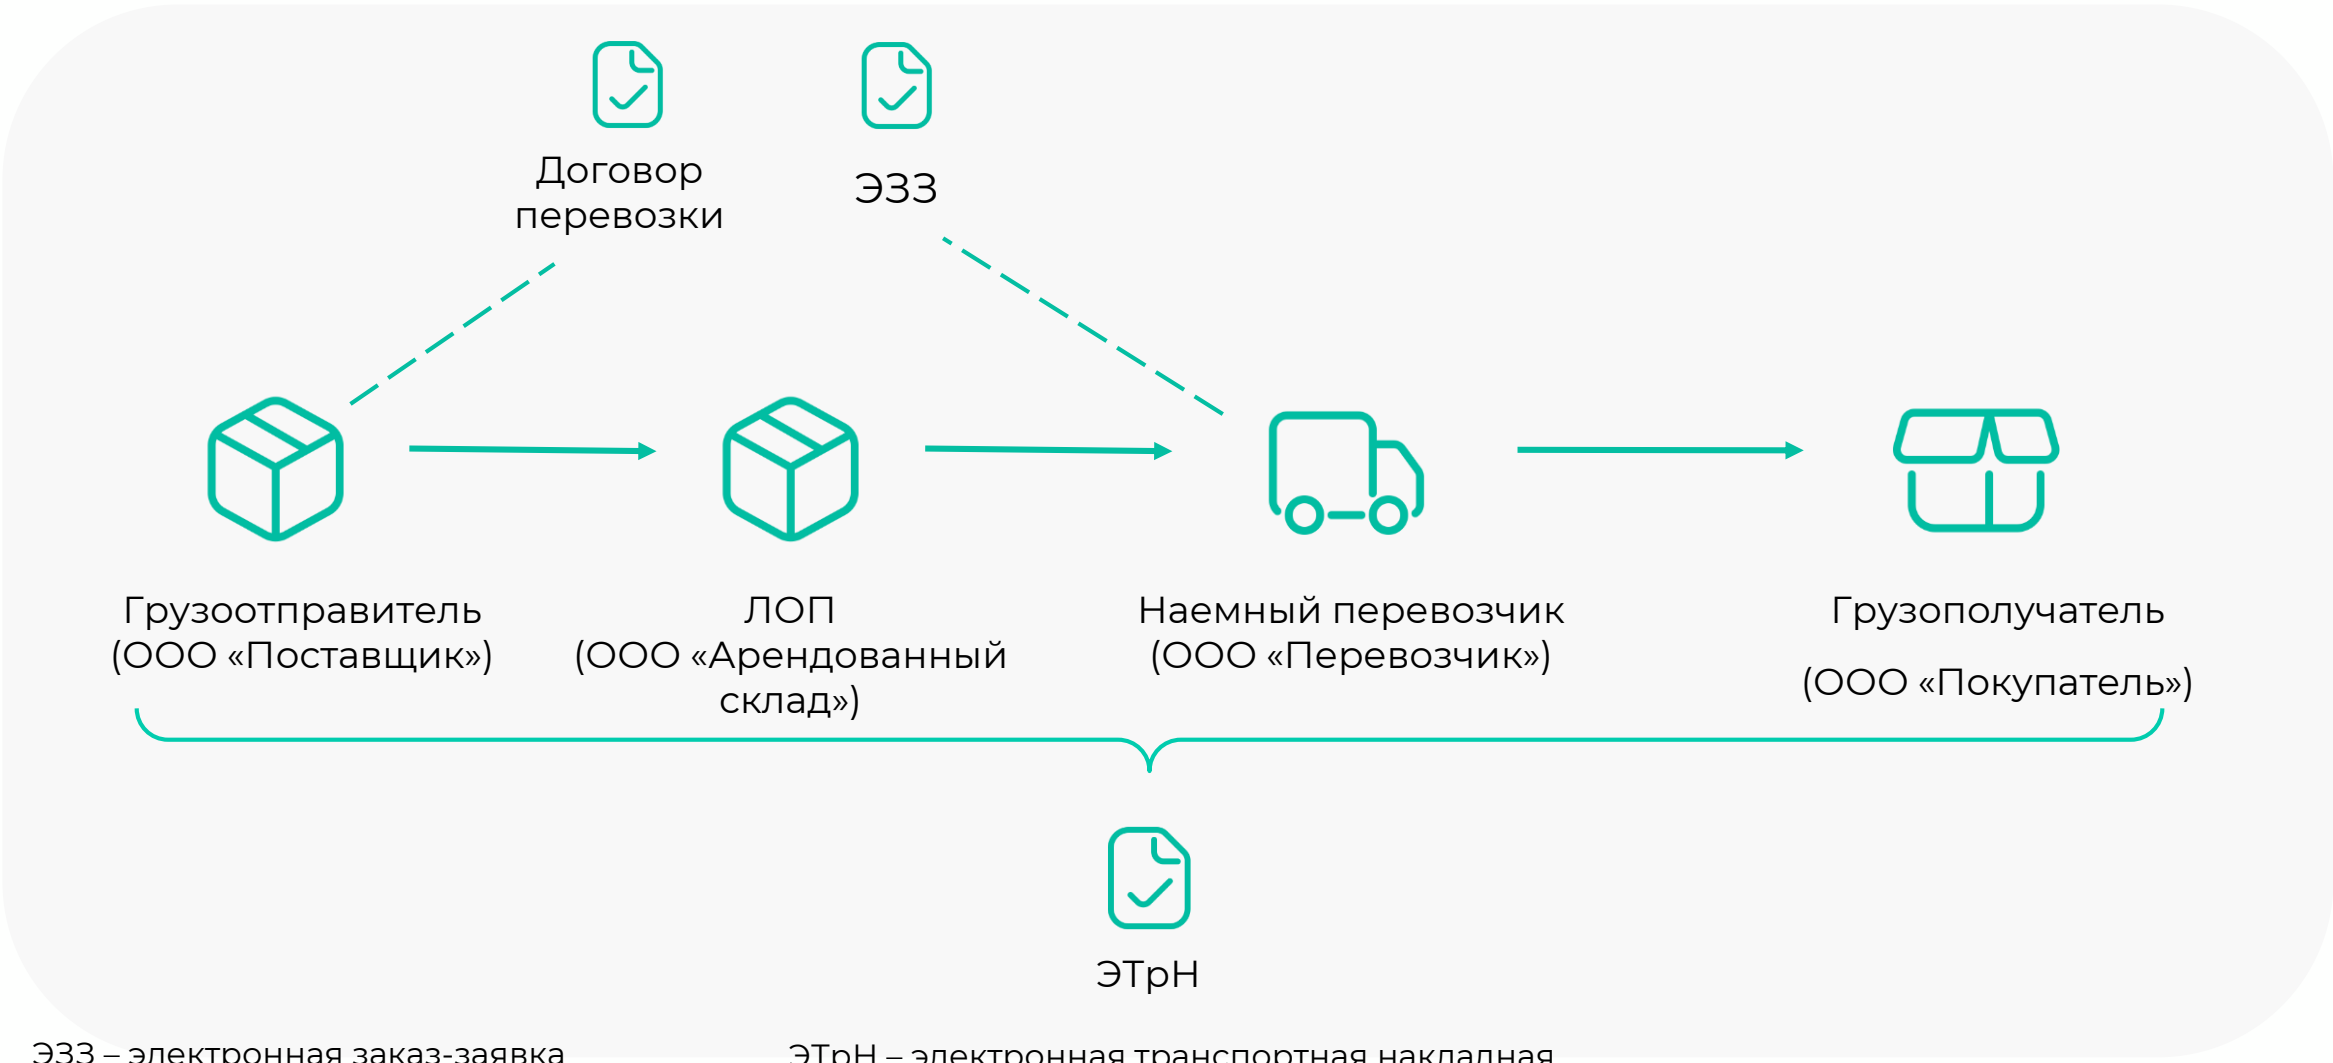 Договор
перевозки
ЭЗЗ
Грузоотправитель
(ООО «Поставщик»)
ЛОП
(ООО «Арендованный
склад»)
Наемный перевозчик
(ООО «Перевозчик»)
Грузополучатель
(ООО «Покупатель»)
ЭТрН
ЭЗЗ – электронная заказ-заявка
ЭТрН – электронная транспортная накладная